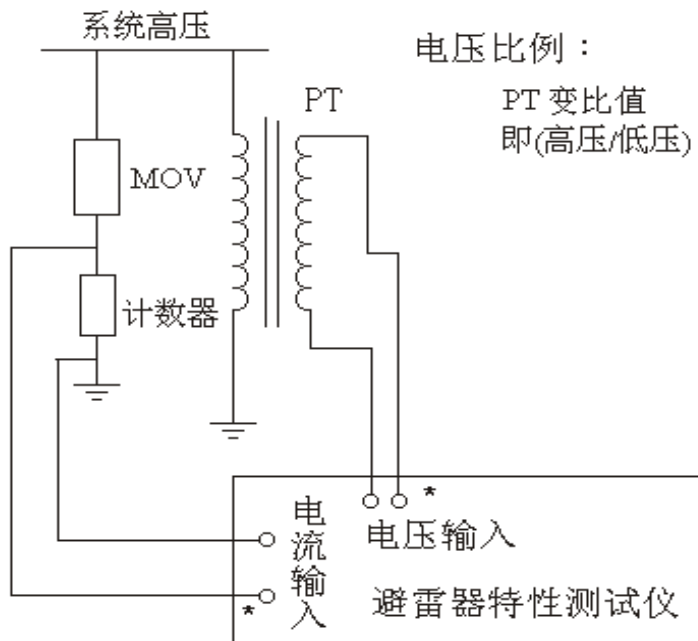 系统高压
电压比例：
PT
PT 变比值
即(高压/低压)
MOV
计数器
*
电压输入
电流输入
*
避雷器特性测试仪